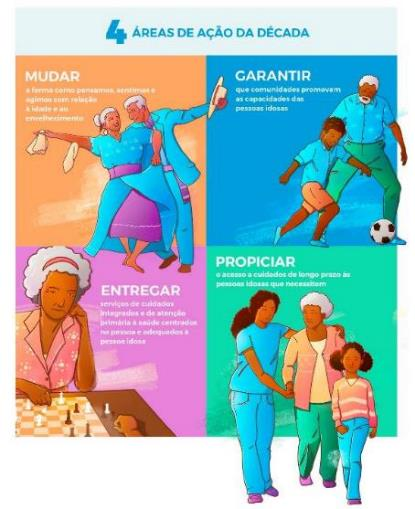 4 ÁREAS DE AÇÃO DA DÉCADA
MUDAR
a forma como pensamos, sentimos e
agimos com relação
à idade e ao
envelhecimento
GARANTIR
que comunidades promovam
as capacidades das
pessoas idosas
ENTREGAR
serviços de cuidados
integrados e de atenção
primária à saúde centrados
na pessoa e adequados à
pessoa idosa
PROPICIAR
o acesso a cuidados de longo prazo às
pessoas idosas que necessitem